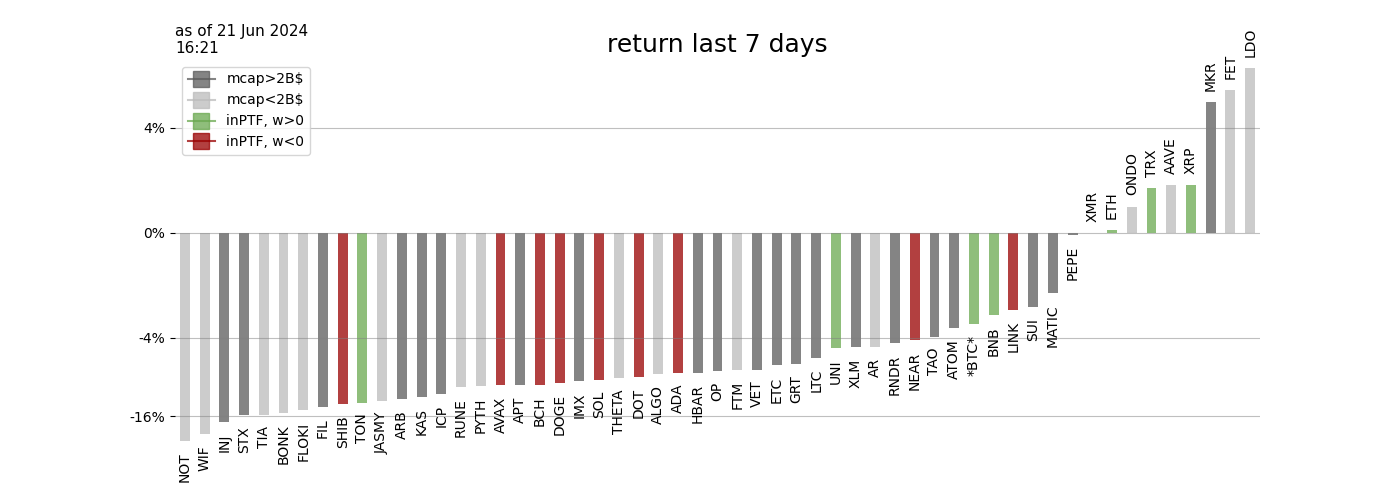 as of 21 Jun 2024
16:21
return last 7 days
mcap>2B$
mcap<2B$
inPTF, w>0
inPTF, w<0
4%
0%
-4%
-16%
NOT
WIF
INJ
STX
TIA
BONK
FLOKI
FIL
SHIB
TON
JASMY
ARB
KAS
ICP
RUNE
PYTH
AVAX
APT
BCH
DOGE
IMX
SOL
THETA
DOT
ALGO
ADA
HBAR
OP
FTM
VET
ETC
GRT
LTC
UNI
XLM
AR
RNDR
NEAR
TAO
ATOM
*BTC*
BNB
LINK
SUI
MATIC
PEPE
XMR
ETH
ONDO
TRX
AAVE
XRP
MKR
FET
LDO